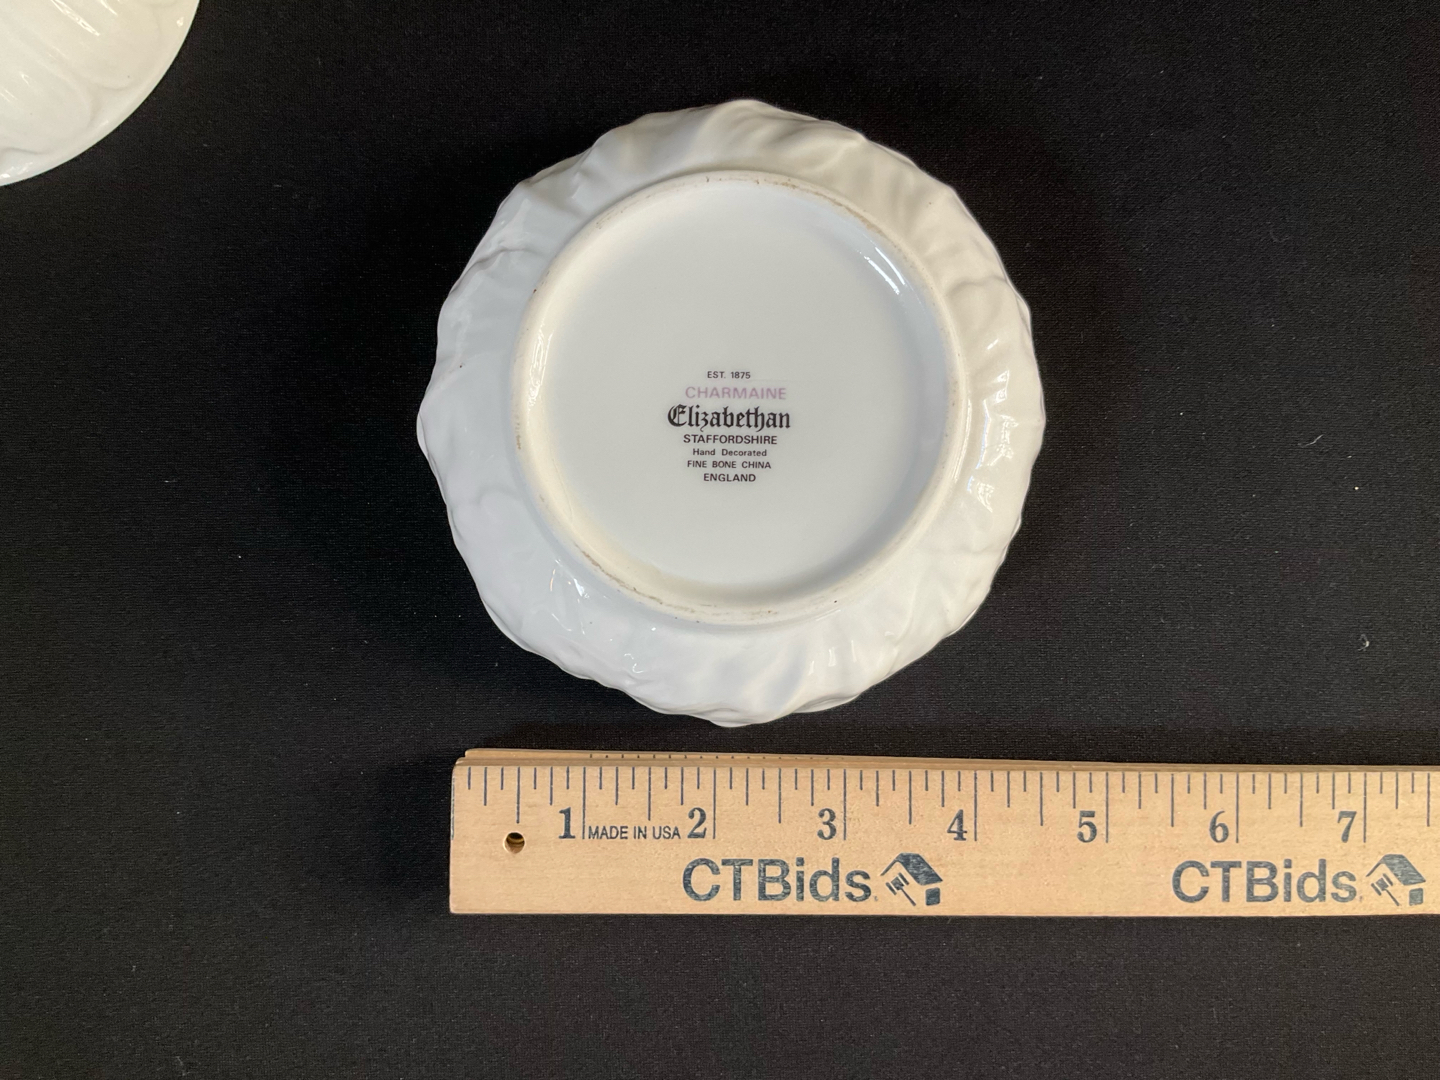 EST. 1875
CHARMAINE
Elizabethan
STAFFORDSHIRE
Hand Decorated
FINE BONE CHINA
ENGLAND
1 MADE IN USA 2 3 4 5 6 7
CTBids. CTBids.